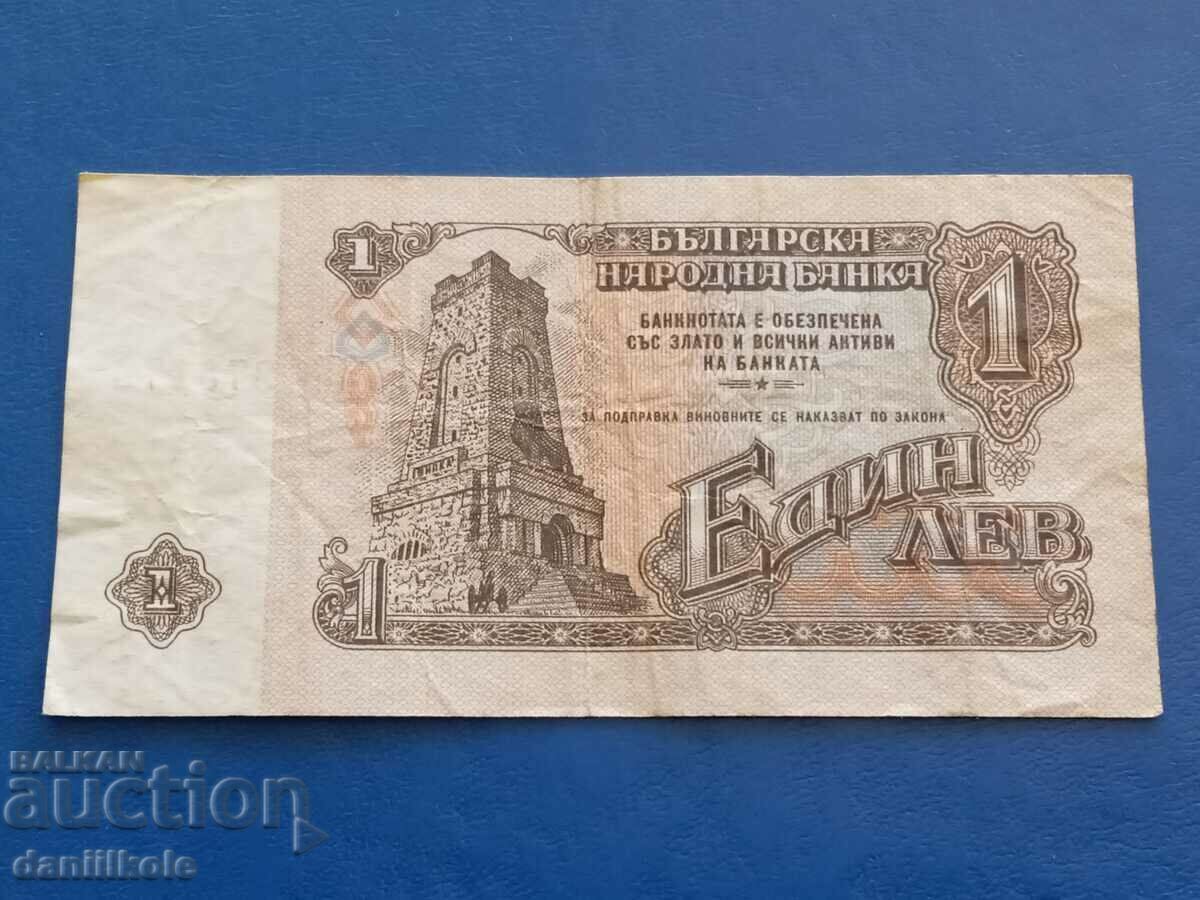 1
БЪЛГАРСКА
НАРОДНА БАНКА
1
БАНКНОТАТА Е ОБЕЗПЕЧЕНА
СЪС ЗЛАТО И ВСИЧКИ АКТИВИ
НА БАНКАТА
ЗА ПОДПРАВКА ВИНОВНИТЕ СЕ НАКАЗВАТ ПО ЗАКОНА
ЕДИН
ЛЕВ
1
1
BALKAN
auction
daniilkole